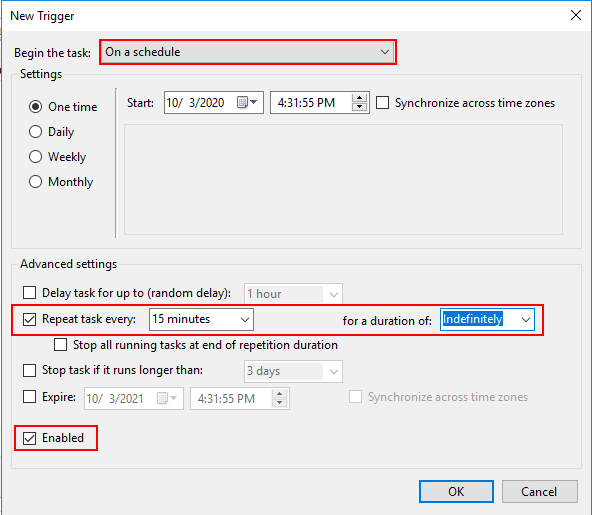 New Trigger
Begin the task: On a schedule
Settings
One time
Start: 10/ 3/2020 4:31:55 PM Synchronize across time zones
Daily
Weekly
Monthly
Advanced settings
Delay task for up to (random delay): 1 hour
Repeat task every: 15 minutes for a duration of: Indefinitely
Stop all running tasks at end of repetition duration
Stop task if it runs longer than: 3 days
Expire: 10/ 3/2021 4:31:55 PM Synchronize across time zones
Enabled
OK Cancel